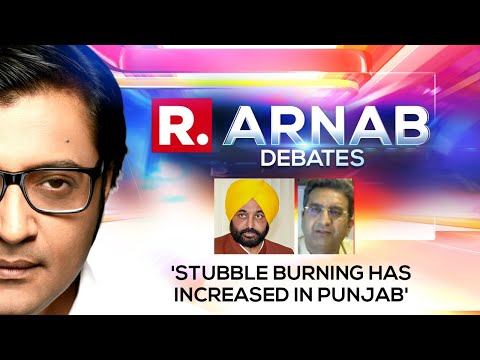 R. ARNAB
DEBATES
'STUBBLE BURNING HAS
INCREASED IN PUNJAB'